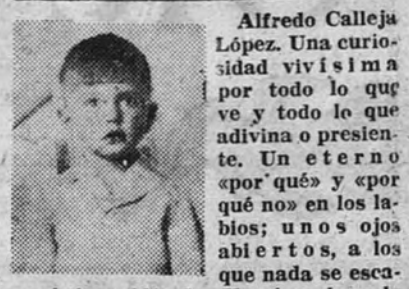 Alfredo Calleja
López. Una curio-
sidad vivísima
por todo lo que
ve y todo lo que
adivina o presien-
te. Un eterno
«por qué» y «por
qué no» en los la-
bios; unos ojos
abiertos, a los
que nada se esca-